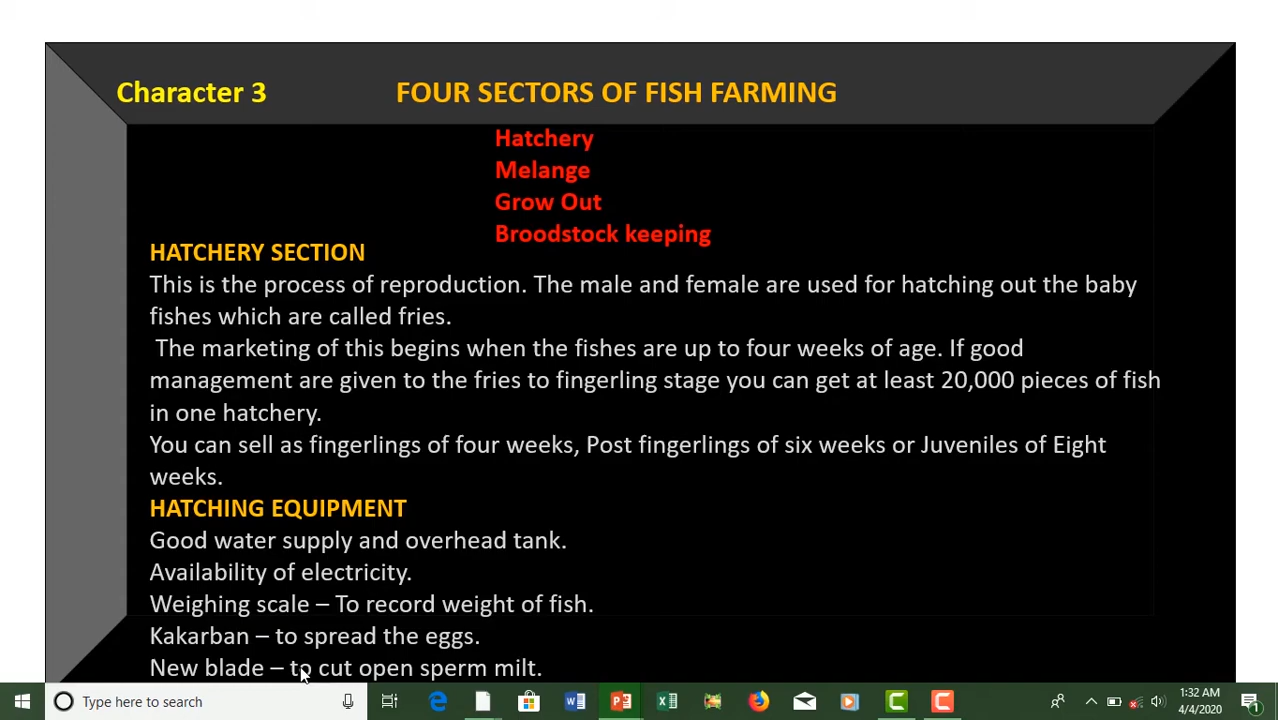 Character 3 FOUR SECTORS OF FISH FARMING
Hatchery
Melange
Grow Out
Broodstock keeping
HATCHERY SECTION
This is the process of reproduction. The male and female are used for hatching out the baby
fishes which are called fries.
The marketing of this begins when the fishes are up to four weeks of age. If good
management are given to the fries to fingerling stage you can get at least 20,000 pieces of fish
in one hatchery.
You can sell as fingerlings of four weeks, Post fingerlings of six weeks or Juveniles of Eight
weeks.
HATCHING EQUIPMENT
Good water supply and overhead tank.
Availability of electricity.
Weighing scale – To record weight of fish.
Kakarban – to spread the eggs.
New blade – to cut open sperm milt.
Type here to search
1:32 AM
4/4/2020
1